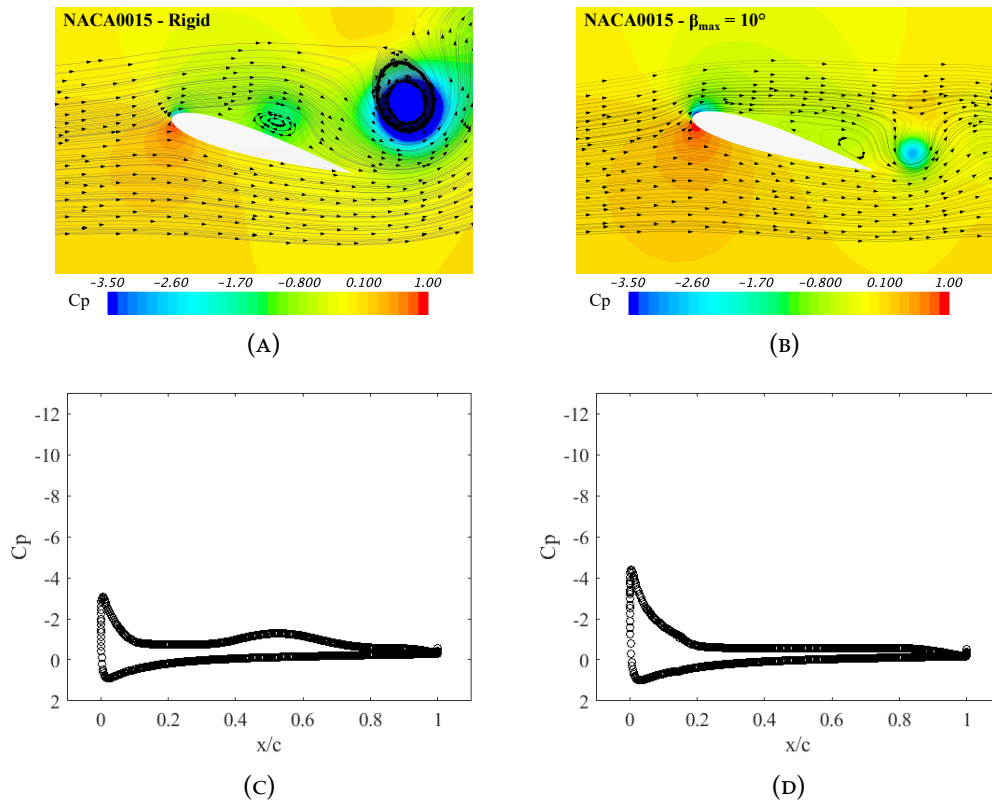 NACA0015 - Rigid
Cp
-3.50 -2.60 -1.70 -0.800 0.100 1.00
(A)
NACA0015 - βmax = 10°
Cp
-3.50 -2.60 -1.70 -0.800 0.100 1.00
(B)
Cp
-12
-10
-8
-6
-4
-2
0
2
0 0.2 0.4 0.6 0.8 1
x/c
(C)
Cp
-12
-10
-8
-6
-4
-2
0
2
0 0.2 0.4 0.6 0.8 1
x/c
(D)